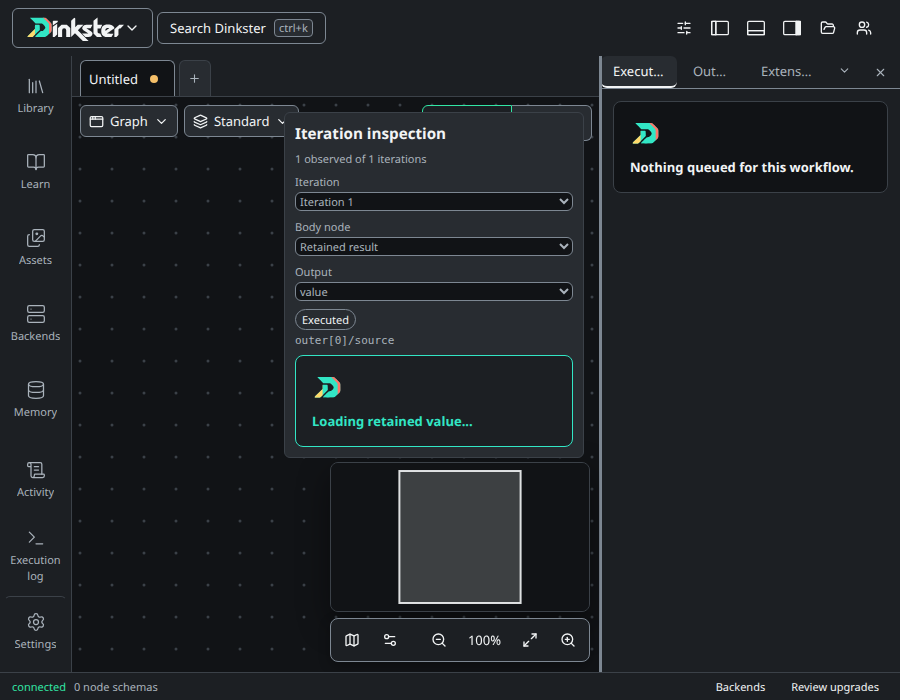 Dinkster
Search Dinkster ctrl+k
Untitled
+
Library
Learn
Assets
Backends
Memory
Activity
Execution
log
Settings
Graph
Standard
Iteration inspection
1 observed of 1 iterations
Iteration
Iteration 1
Body node
Retained result
Output
value
Executed
outer[0]/source
Loading retained value...
100%
Execut...
Out...
Extens...
Nothing queued for this workflow.
connected 0 node schemas
Backends
Review upgrades